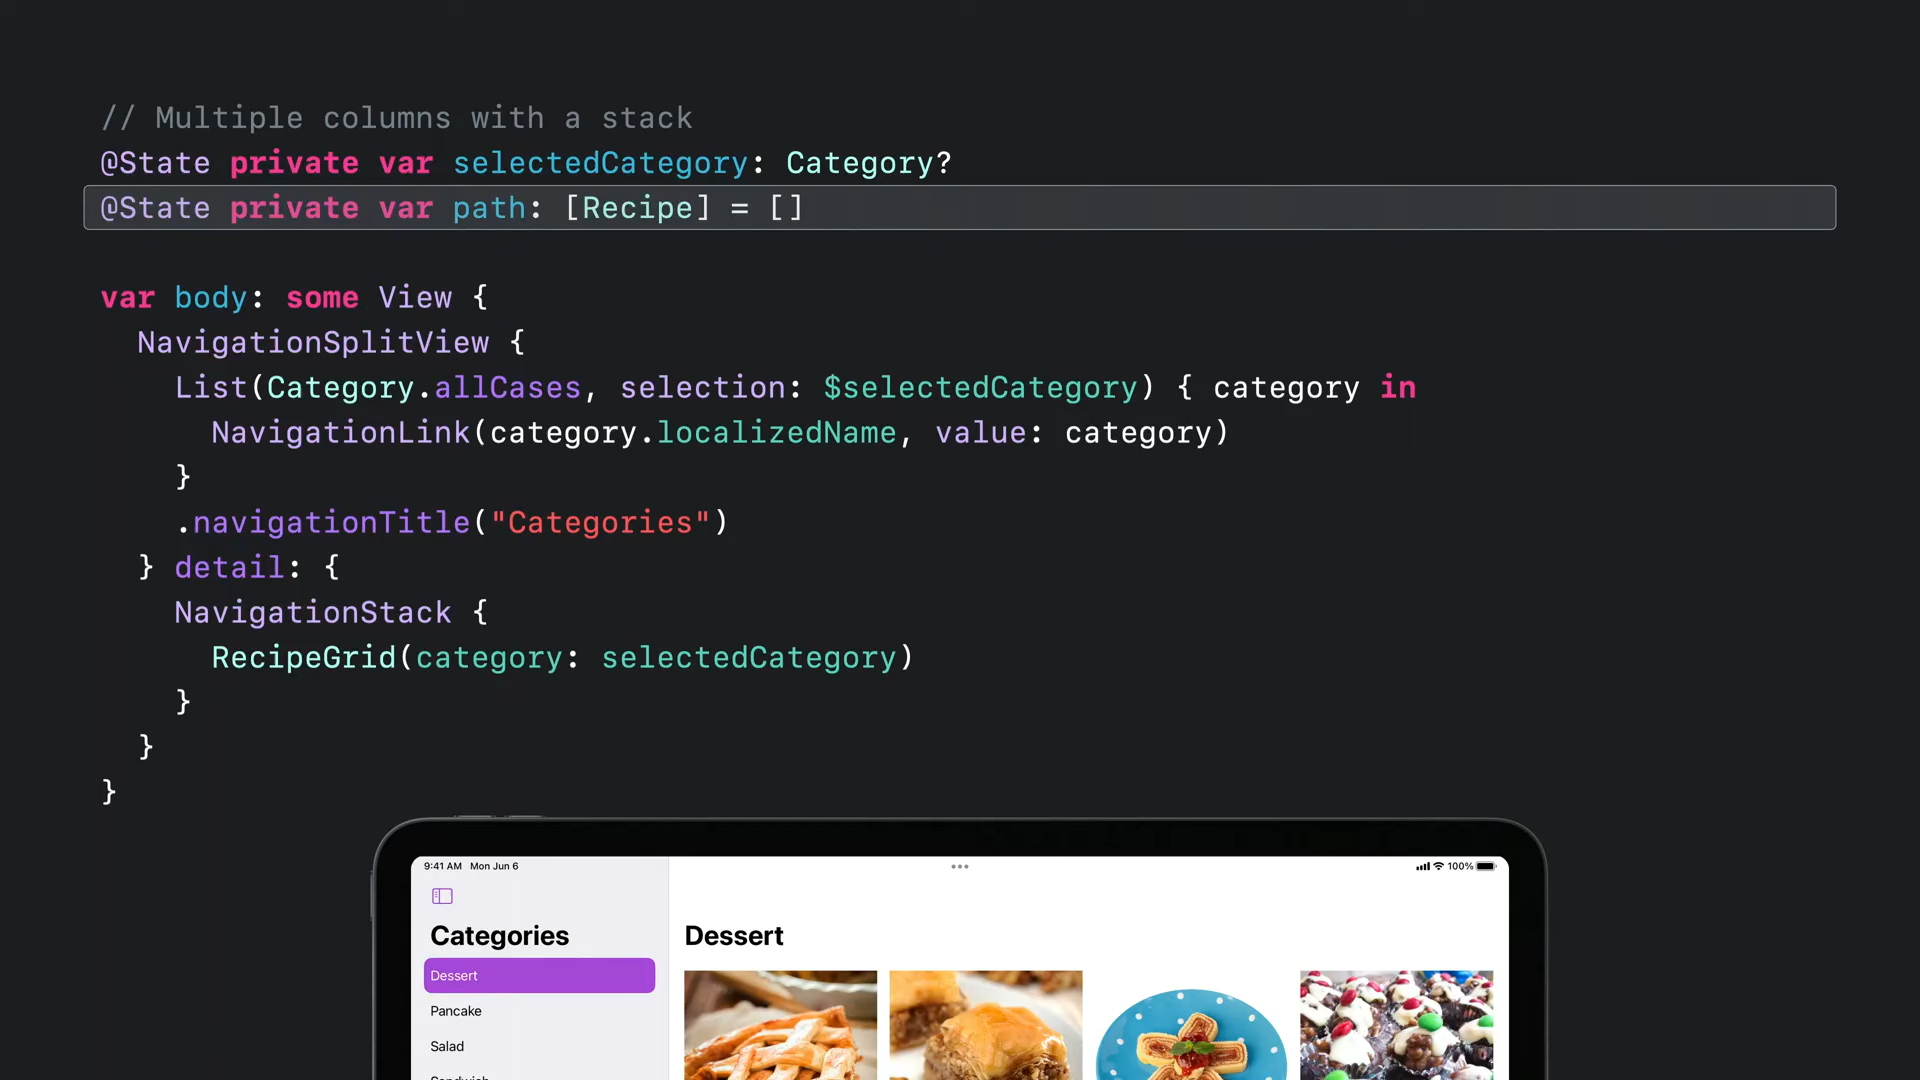 // Multiple columns with a stack
@State private var selectedCategory: Category?
@State private var path: [Recipe] = []
var body: some View {
NavigationSplitView {
List(Category.allCases, selection: $selectedCategory) { category in
NavigationLink(category.localizedName, value: category)
}
.navigationTitle("Categories")
} detail: {
NavigationStack {
RecipeGrid(category: selectedCategory)
}
}
}
9:41 AM Mon Jun 6
100%
Categories
Dessert
Dessert
Pancake
Salad